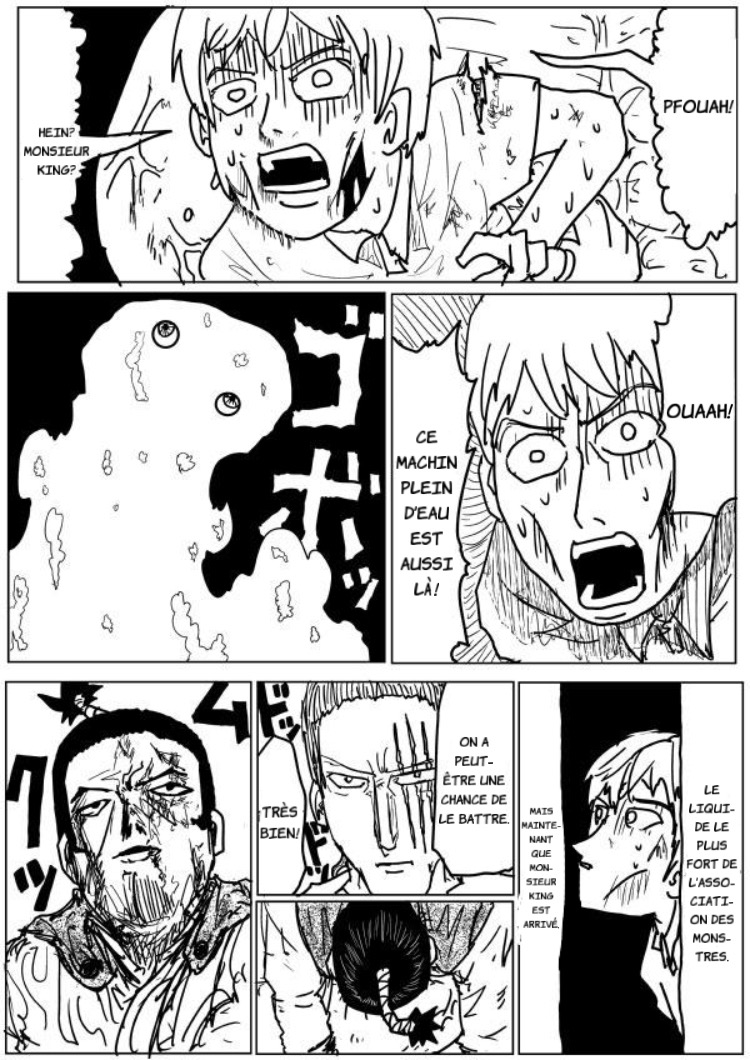 PFOUAH!
HEIN?
MONSIEUR
KING?
OUAAH!
CE
MACHIN
PLEIN
D'EAU
EST
AUSSI
LÀ!
ゴボッ
LE
LIQUI-
DE LE
PLUS
FORT DE
L'ASSO-
CIATI-
ON DES
MONS-
TRES.
MAIS
MAINTE-
NANT
QUE
MON-
SIEUR
KING
EST
ARRIVÉ.
ON A
PEUT-
ÊTRE UNE
CHANCE DE
LE BATTRE.
TRÈS
BIEN!
ム
クッ